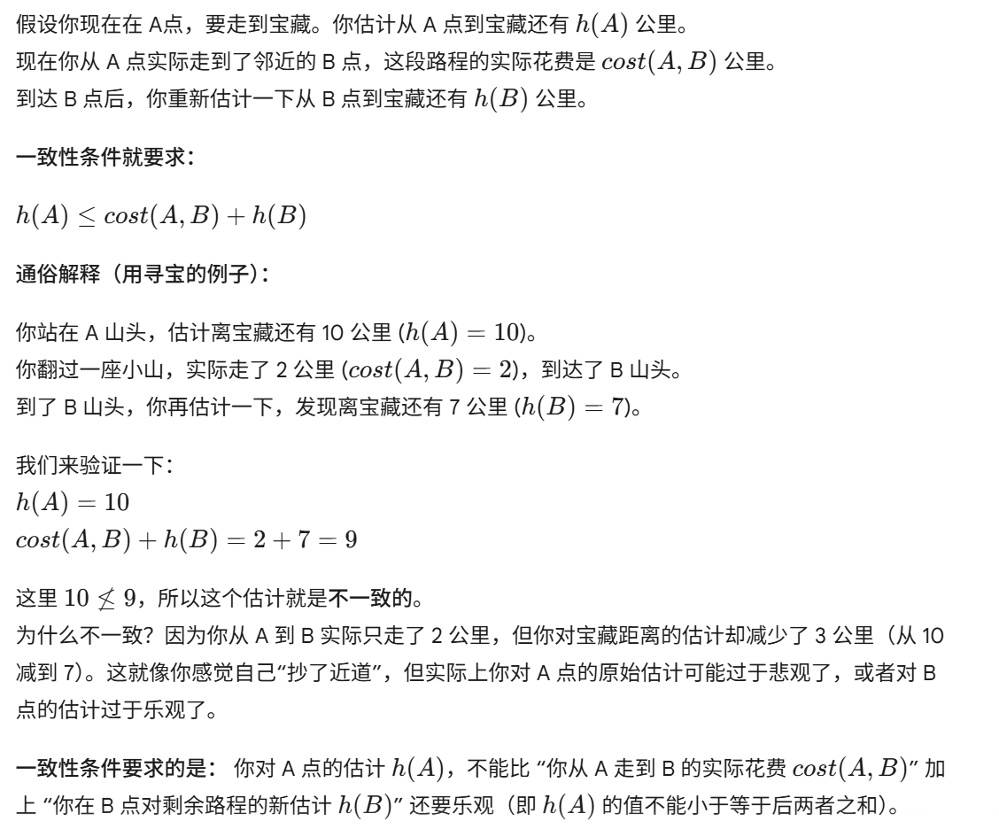 假设你现在在 A点，要走到宝藏。你估计从 A 点到宝藏还有 h(A) 公里。
现在你从 A 点实际走到了邻近的 B 点，这段路程的实际花费是 cost(A, B) 公里。
到达 B 点后，你重新估计一下从 B 点到宝藏还有 h(B) 公里。
一致性条件就要求：
h(A) ≤ cost(A, B) + h(B)
通俗解释（用寻宝的例子）：
你站在 A 山头，估计离宝藏还有 10 公里 (h(A) = 10)。
你翻过一座小山，实际走了 2 公里 (cost(A, B) = 2)，到达了 B 山头。
到了 B 山头，你再估计一下，发现离宝藏还有 7 公里 (h(B) = 7)。
我们来验证一下：
h(A) = 10
cost(A, B) + h(B) = 2 + 7 = 9
这里 10 ≰ 9，所以这个估计就是不一致的。
为什么不一致？因为你从 A 到 B 实际只走了 2 公里，但你对宝藏距离的估计却减少了 3 公里（从 10
减到 7）。这就像你感觉自己“抄了近道”，但实际上你对 A 点的原始估计可能过于悲观了，或者对 B
点的估计过于乐观了。
一致性条件要求的是： 你对 A 点的估计 h(A)，不能比 “你从 A 走到 B 的实际花费 cost(A, B)” 加
上 “你在 B 点对剩余路程的新估计 h(B)” 还要乐观（即 h(A) 的值不能小于等于后两者之和）。